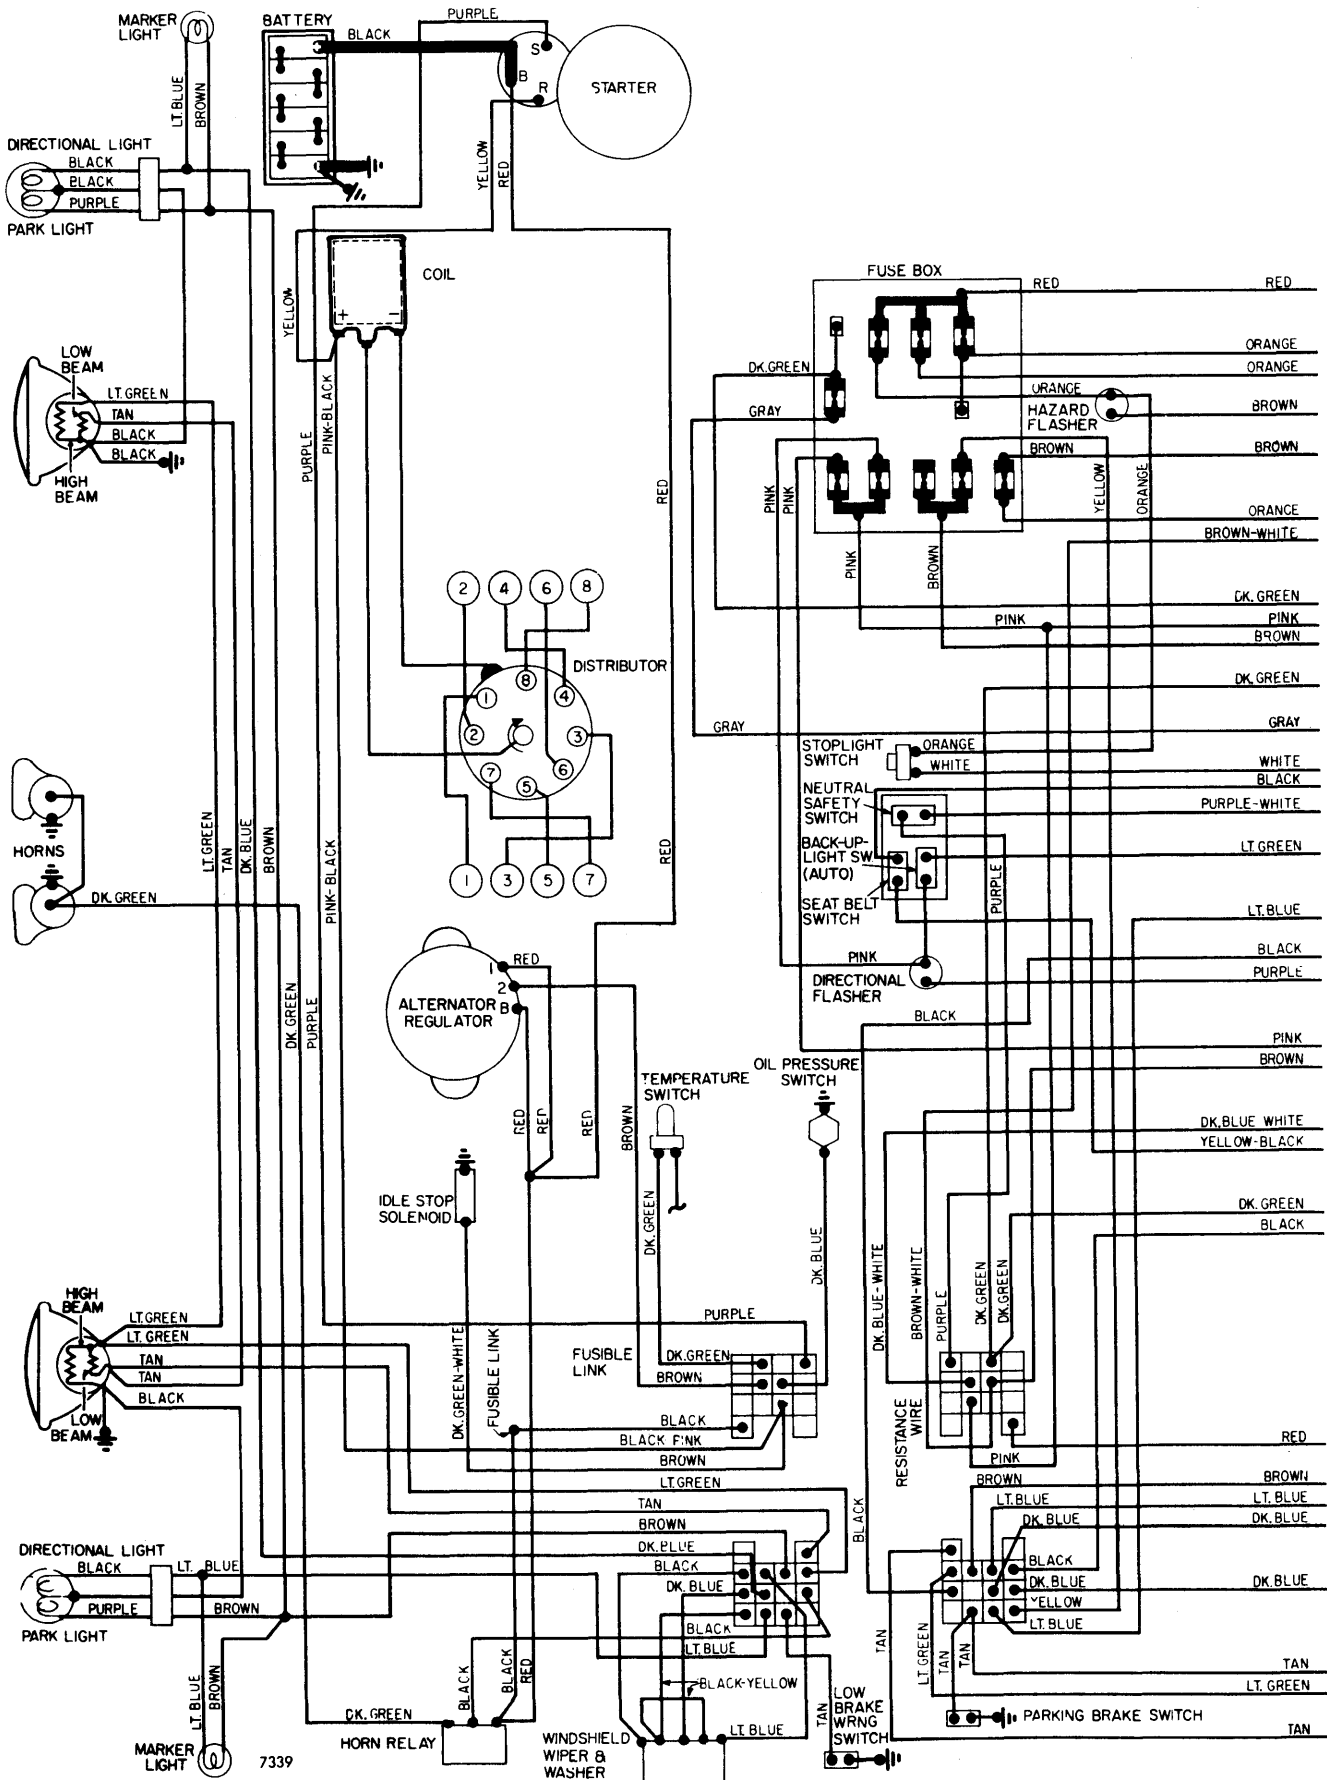 MARKER
LIGHT
LT. BLUE
BROWN
BATTERY
BLACK
PURPLE
S
B
R
STARTER
YELLOW
RED
DIRECTIONAL LIGHT
BLACK
BLACK
PURPLE
PARK LIGHT
COIL
+
-
YELLOW
PURPLE
PINK-BLACK
RED
LOW
BEAM
LT. GREEN
TAN
BLACK
BLACK
HIGH
BEAM
FUSE BOX
RED
RED
ORANGE
ORANGE
DK. GREEN
GRAY
ORANGE
HAZARD
FLASHER
BROWN
BROWN
BROWN
YELLOW
ORANGE
PINK
PINK
ORANGE
BROWN-WHITE
PINK
BROWN
DK. GREEN
PINK
PINK
BROWN
DK. GREEN
GRAY
GRAY
2
4
6
8
DISTRIBUTOR
8
1
4
2
3
7
5
6
1
3
5
7
RED
STOPLIGHT
SWITCH
ORANGE
WHITE
WHITE
BLACK
NEUTRAL
SAFETY
SWITCH
PURPLE-WHITE
BACK-UP-
LIGHT SW.
(AUTO)
LT. GREEN
PURPLE
SEAT BELT
SWITCH
LT. BLUE
BLACK
PINK
DIRECTIONAL
FLASHER
PURPLE
BLACK
PINK
BROWN
HORNS
DK. GREEN
LT. GREEN
TAN
DK. BLUE
BROWN
PINK-BLACK
DK. GREEN
PURPLE
ALTERNATOR
REGULATOR
1
2
B
RED
RED
RED
RED
BROWN
TEMPERATURE
SWITCH
OIL PRESSURE
SWITCH
DK. BLUE WHITE
YELLOW-BLACK
IDLE STOP
SOLENOID
DK. GREEN
DK. BLUE
DK. GREEN
BLACK
DK. BLUE-WHITE
BROWN-WHITE
PURPLE
DK. GREEN
DK. GREEN
HIGH
BEAM
LT. GREEN
LT. GREEN
TAN
TAN
BLACK
LOW
BEAM
DK. GREEN-WHITE
FUSIBLE LINK
PURPLE
FUSIBLE
LINK
DK. GREEN
BROWN
BLACK
BLACK PINK
BROWN
RESISTANCE
WIRE
PINK
RED
LT. GREEN
TAN
BROWN
DK. BLUE
BLACK
DK. BLUE
BLACK
LT. BLUE
BLACK
BROWN
LT. BLUE
DK. BLUE
BROWN
LT. BLUE
DK. BLUE
BLACK
DK. BLUE
YELLOW
LT. BLUE
DK. BLUE
DIRECTIONAL LIGHT
BLACK
LT. BLUE
PURPLE
BROWN
PARK LIGHT
LT. BLUE
BROWN
MARKER
LIGHT
7339
DK. GREEN
HORN RELAY
BLACK
BLACK
RED
BLACK-YELLOW
WINDSHIELD
WIPER &
WASHER
LT. BLUE
TAN
LOW
BRAKE
WRNG
SWITCH
TAN
LT. GREEN
TAN
TAN
PARKING BRAKE SWITCH
TAN
LT. GREEN
TAN